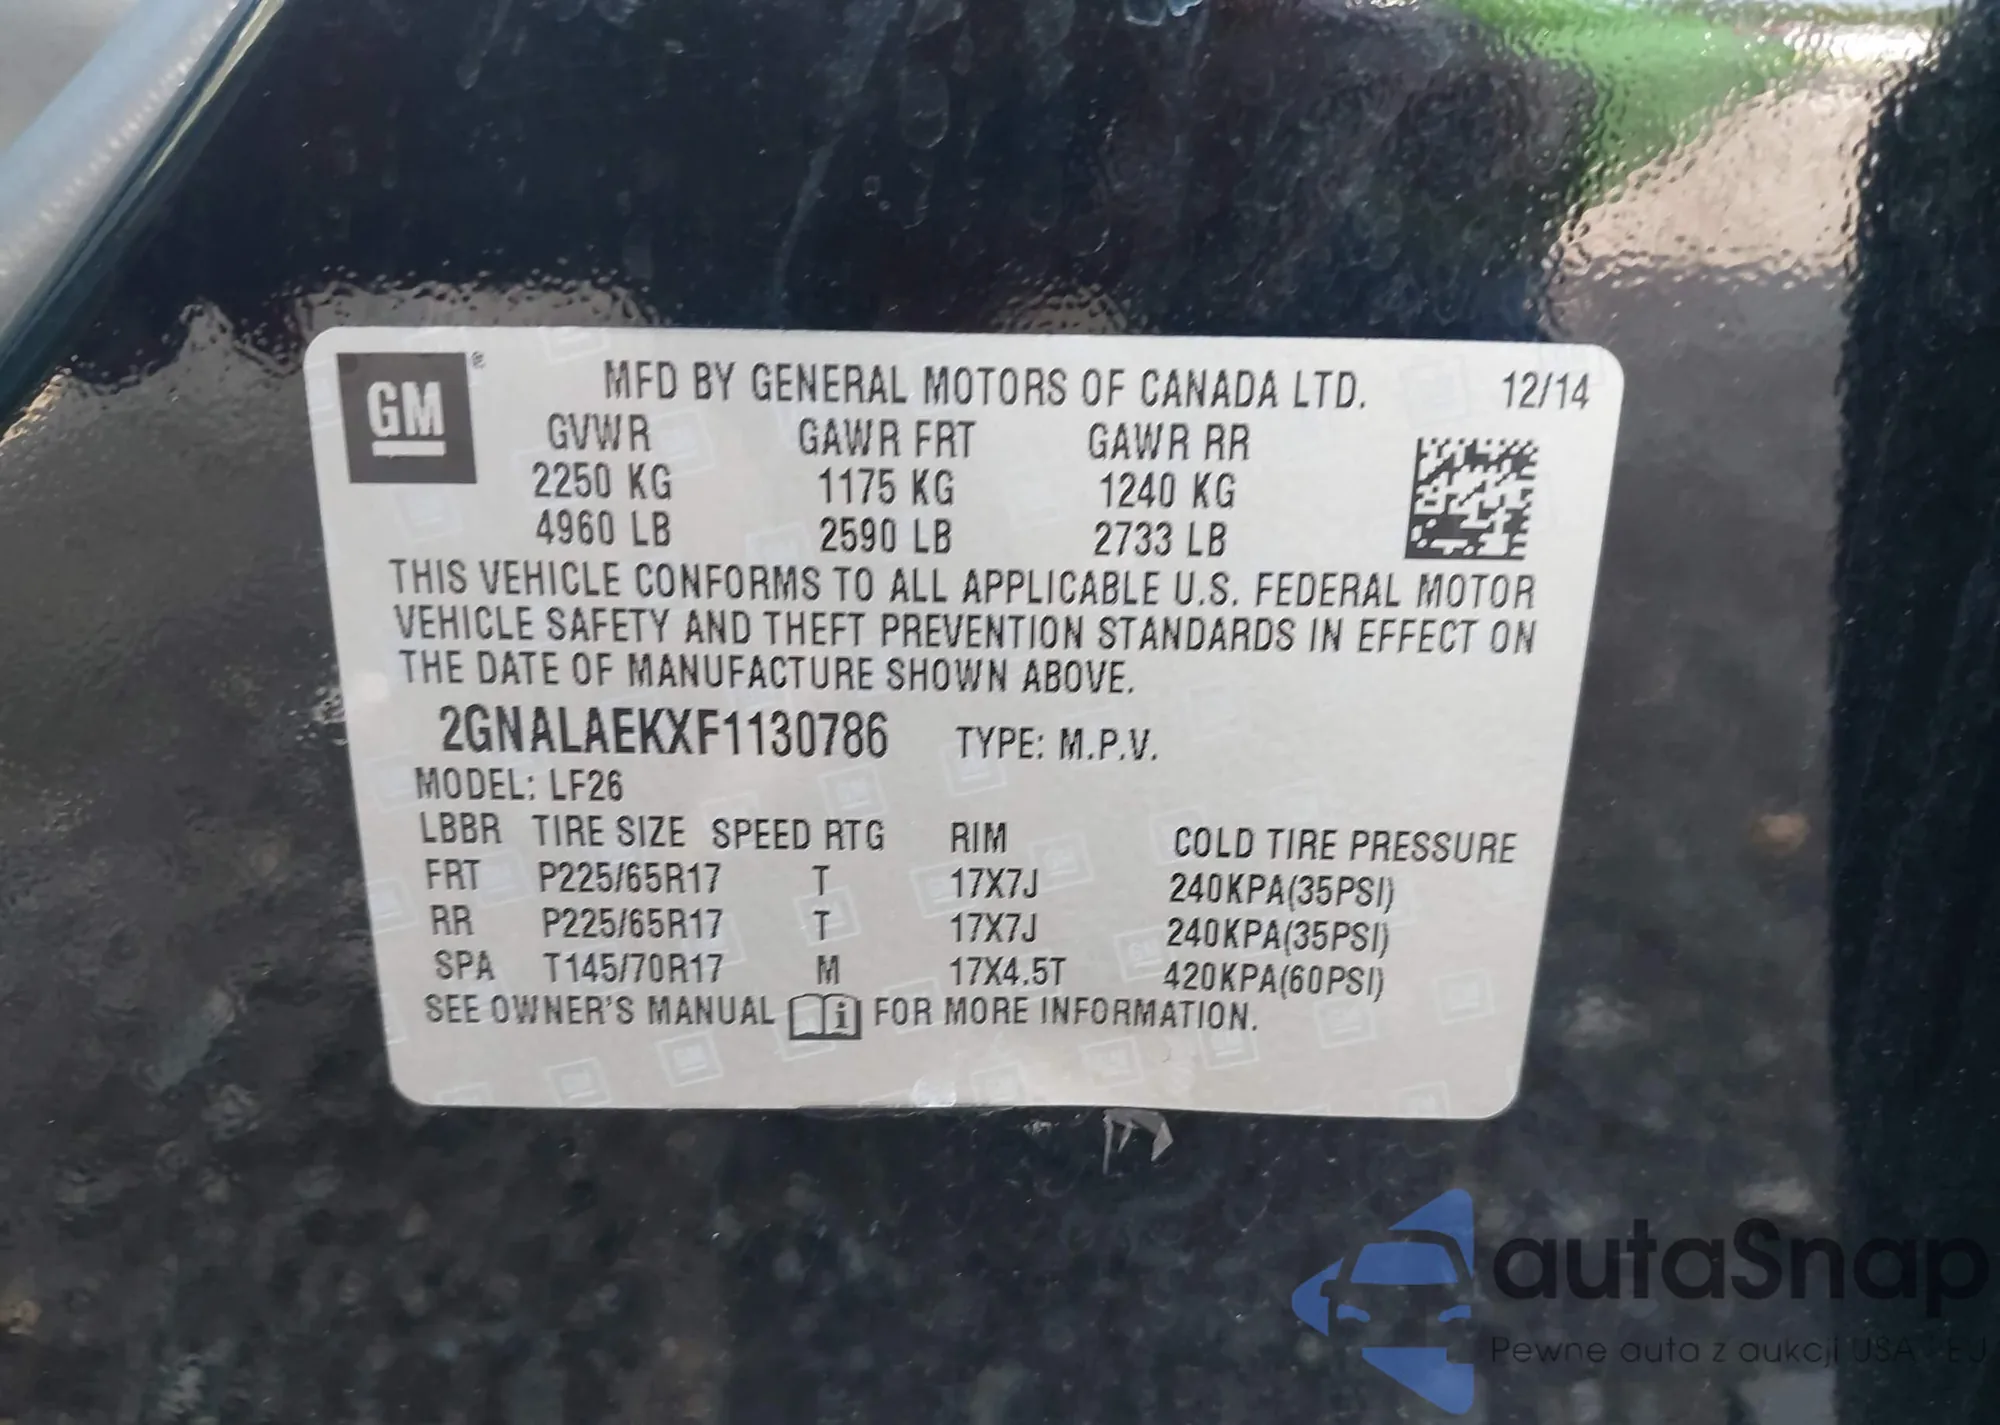 GM®
MFD BY GENERAL MOTORS OF CANADA LTD. 12/14
GVWR GAWR FRT GAWR RR
2250 KG 1175 KG 1240 KG
4960 LB 2590 LB 2733 LB
THIS VEHICLE CONFORMS TO ALL APPLICABLE U.S. FEDERAL MOTOR
VEHICLE SAFETY AND THEFT PREVENTION STANDARDS IN EFFECT ON
THE DATE OF MANUFACTURE SHOWN ABOVE.
2GNALAEKXF1130786 TYPE: M.P.V.
MODEL: LF26
LBBR TIRE SIZE SPEED RTG RIM COLD TIRE PRESSURE
FRT P225/65R17 T 17X7J 240KPA(35PSI)
RR P225/65R17 T 17X7J 240KPA(35PSI)
SPA T145/70R17 M 17X4.5T 420KPA(60PSI)
SEE OWNER'S MANUAL i FOR MORE INFORMATION.
autaSnap
Pewne auta z aukcji USA - EJ